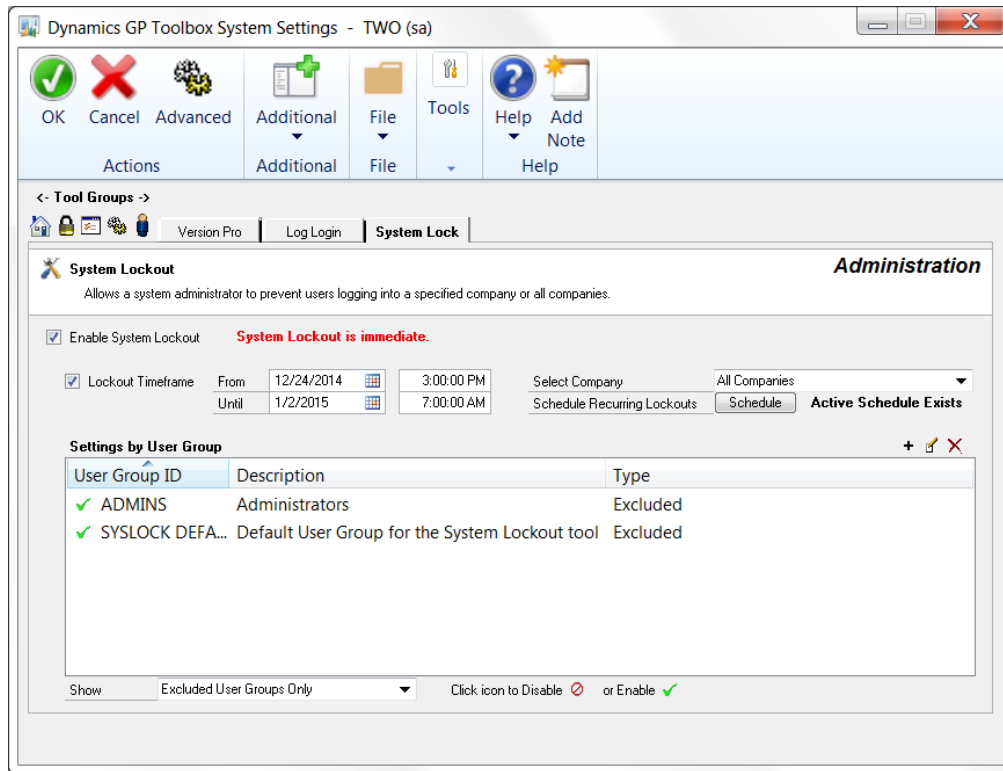 Dynamics GP Toolbox System Settings - TWO (sa)
OK Cancel Advanced Additional File Tools Help Add Note
Actions Additional File Help
<- Tool Groups ->
Version Pro Log Login System Lock
System Lockout Administration
Allows a system administrator to prevent users logging into a specified company or all companies.
Enable System Lockout System Lockout is immediate.
Lockout Timeframe From 12/24/2014 3:00:00 PM Select Company All Companies
Until 1/2/2015 7:00:00 AM Schedule Recurring Lockouts Schedule Active Schedule Exists
Settings by User Group
User Group ID Description Type
ADMINS Administrators Excluded
SYSLOCK DEFA... Default User Group for the System Lockout tool Excluded
Show Excluded User Groups Only Click icon to Disable or Enable